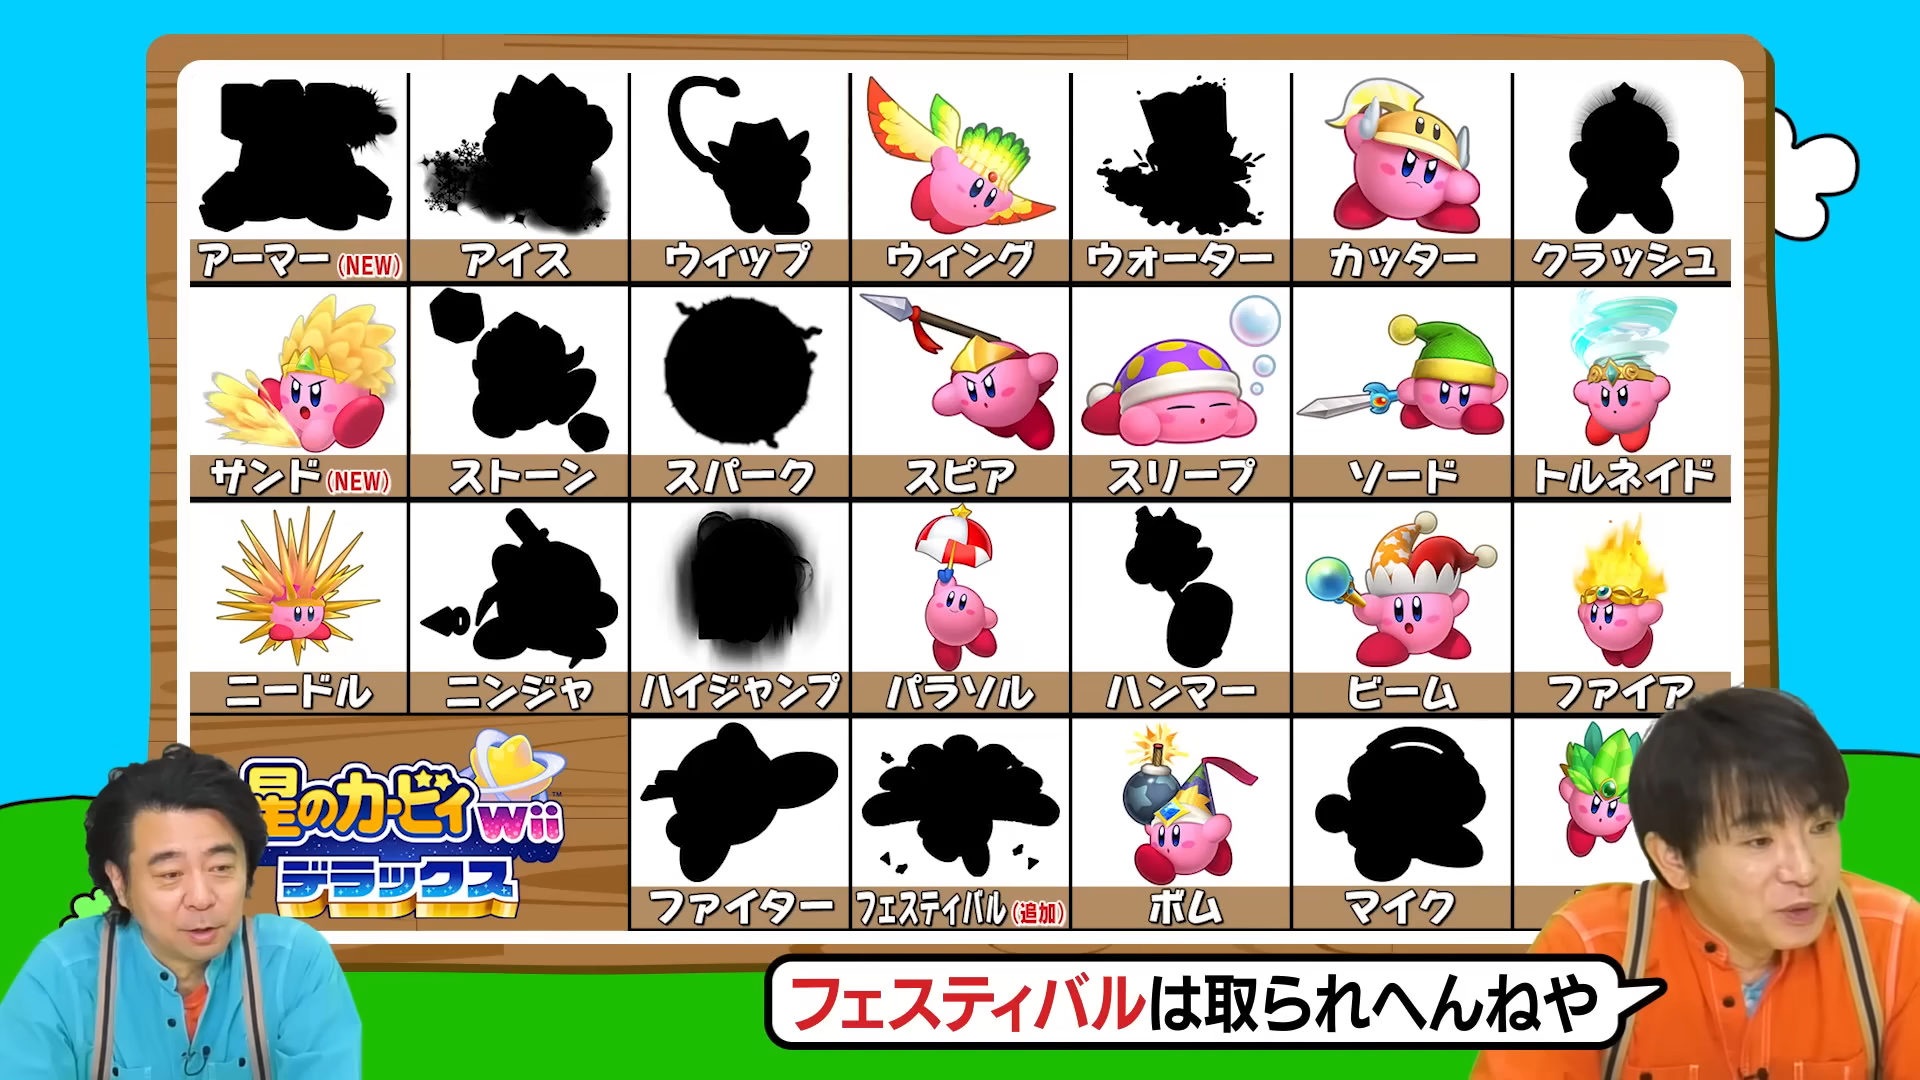 アーマー(NEW)
アイス
ウィップ
ウイング
ウォーター
カッター
クラッシュ
サンド(NEW)
ストーン
スパーク
スピア
スリープ
ソード
トルネイド
ニードル
ニンジャ
ハイジャンプ
パラソル
ハンマー
ビーム
ファイア
星のカービィ Wii ™
デラックス
ファイター
フェスティバル(追加)
ボム
マイク
フェスティバルは取られへんねや